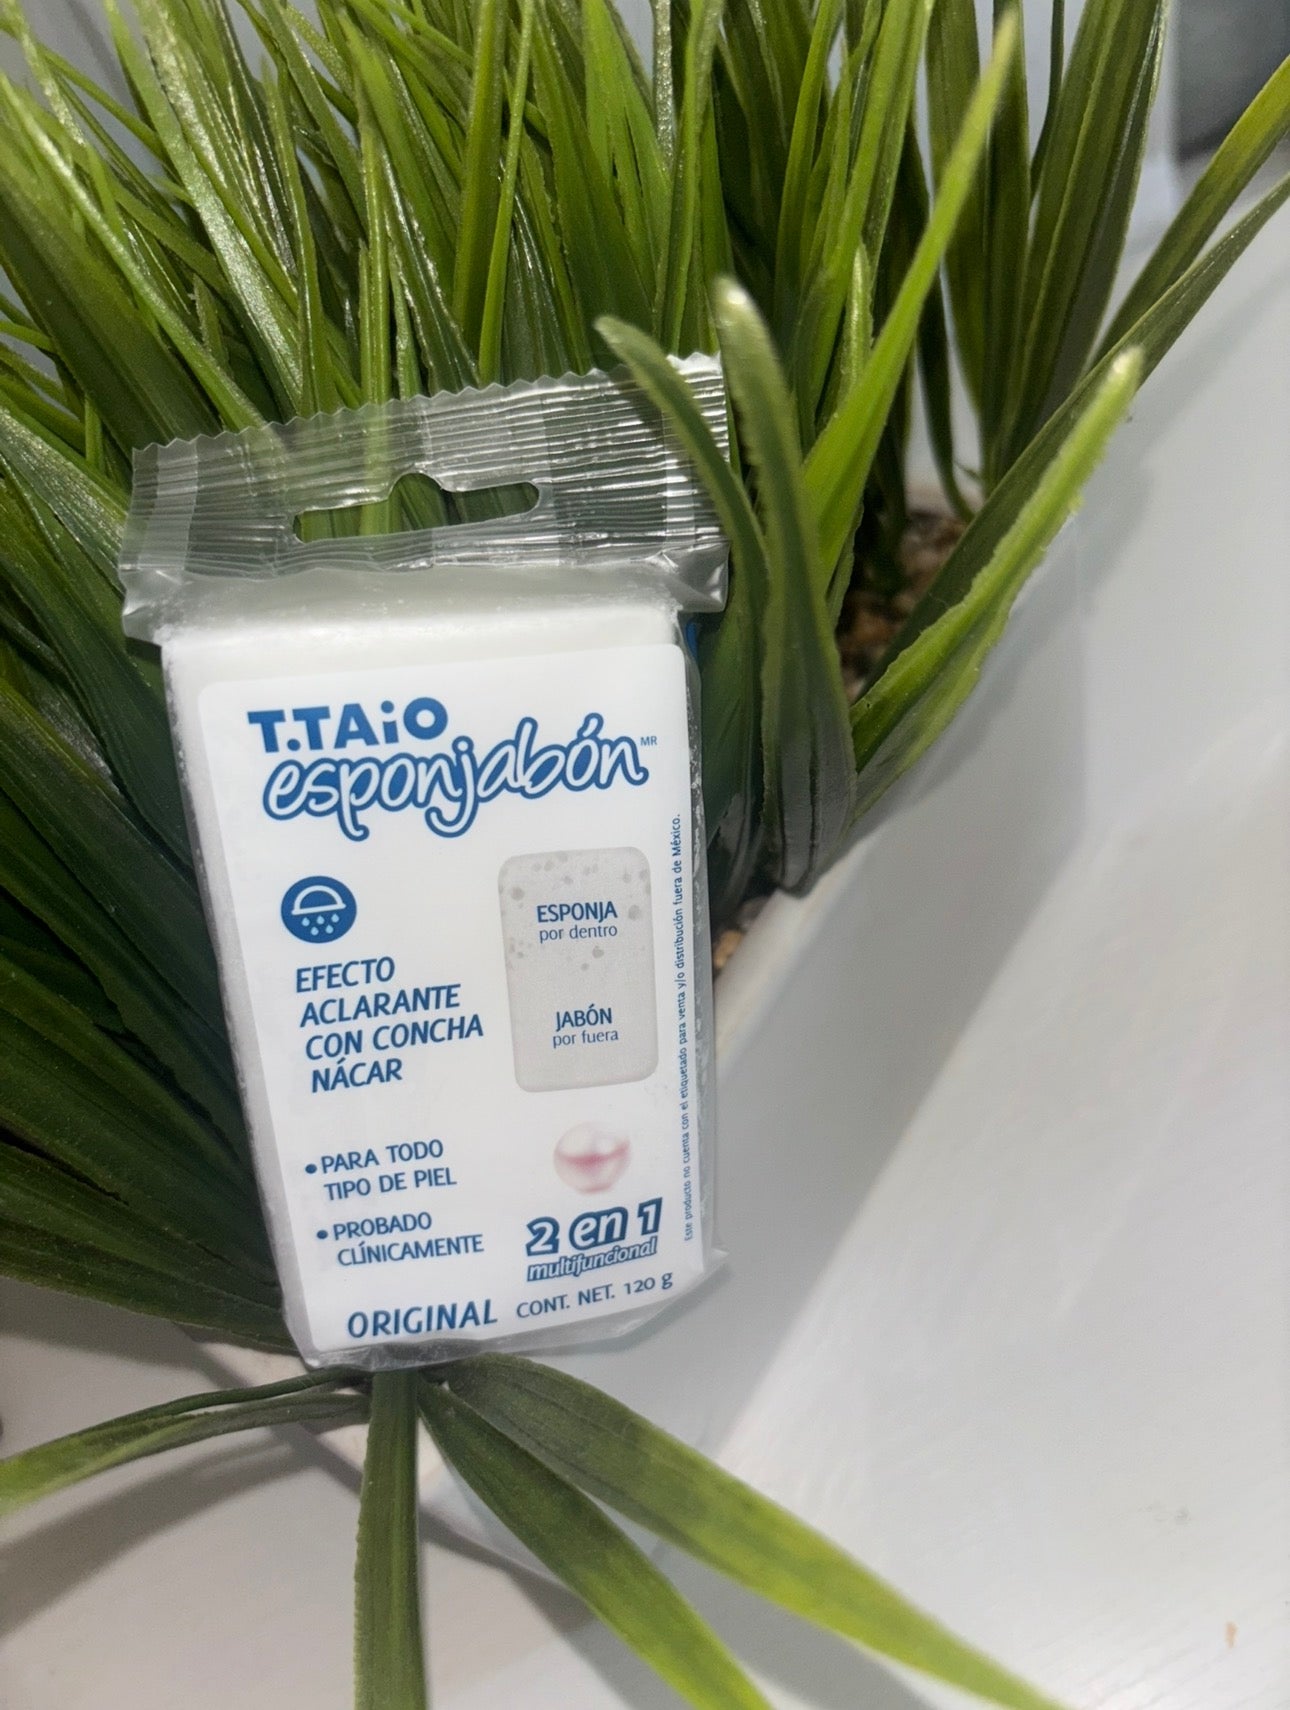 T.TAiO
esponjabón MR
EFECTO
ACLARANTE
CON CONCHA
NÁCAR
• PARA TODO
TIPO DE PIEL
• PROBADO
CLÍNICAMENTE
ORIGINAL
ESPONJA
por dentro
JABÓN
por fuera
2 en 1
multifuncional
CONT. NET. 120 g
Este producto no cuenta con el etiquetado para venta y/o distribución fuera de México.